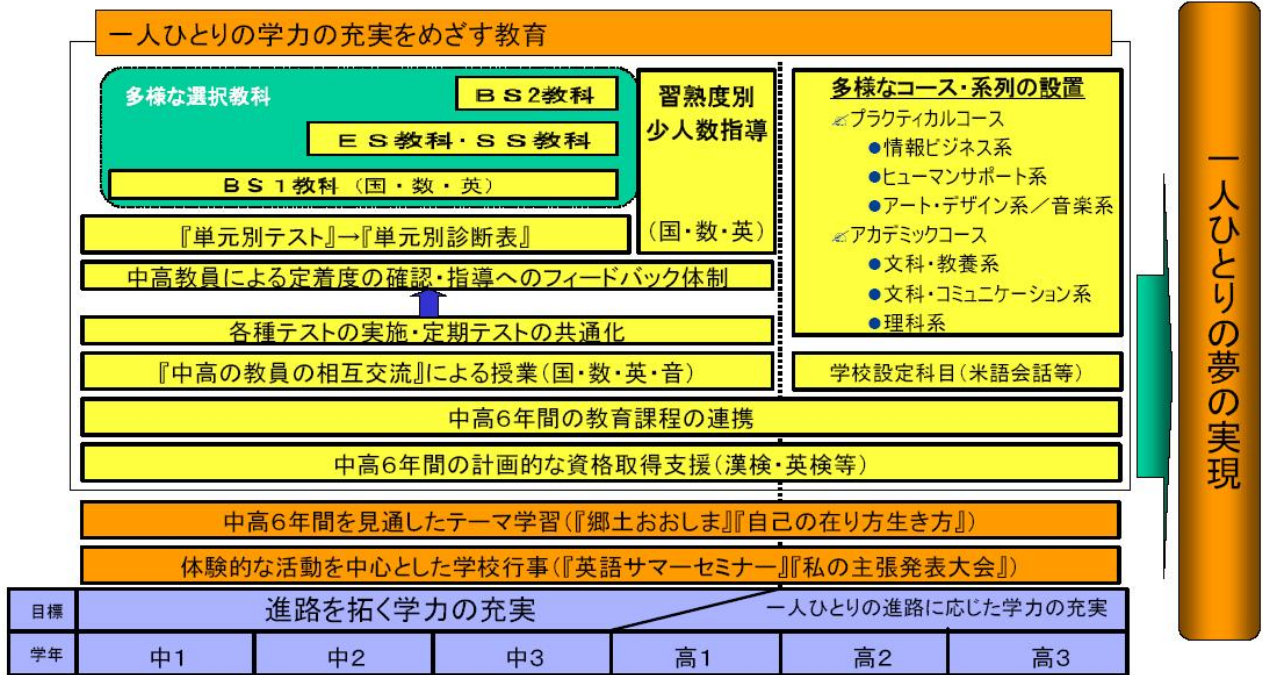 一人ひとりの学力の充実をめざす教育
多様な選択教科
ＢＳ２教科
ＥＳ教科・ＳＳ教科
ＢＳ１教科（国・数・英）
習熟度別
少人数指導
（国・数・英）
『単元別テスト』→『単元別診断表』
中高教員による定着度の確認・指導へのフィードバック体制
各種テストの実施・定期テストの共通化
『中高の教員の相互交流』による授業（国・数・英・音）
多様なコース・系列の設置
プラクティカルコース
●情報ビジネス系
●ヒューマンサポート系
●アート・デザイン系／音楽系
アカデミックコース
●文科・教養系
●文科・コミュニケーション系
●理科系
学校設定科目（米語会話等）
中高６年間の教育課程の連携
中高６年間の計画的な資格取得支援（漢検・英検等）
中高６年間を見通したテーマ学習（『郷土おおしま』『自己の在り方生き方』）
体験的な活動を中心とした学校行事（『英語サマーセミナー』『私の主張発表大会』）
目標 進路を拓く学力の充実 一人ひとりの進路に応じた学力の充実
学年 中１ 中２ 中３ 高１ 高２ 高３
一人ひとりの夢の実現